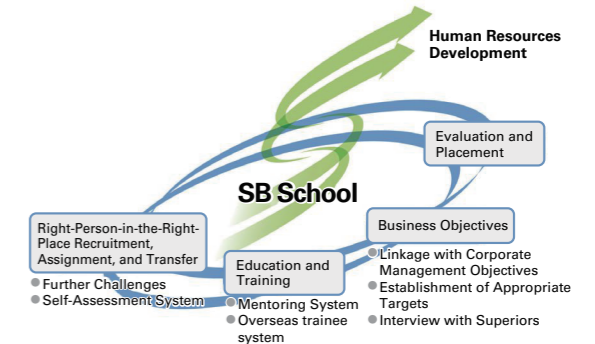 Human Resources
Development
Evaluation and
Placement
SB School
Right-Person-in-the-Right-
Place Recruitment,
Assignment, and Transfer
● Further Challenges
● Self-Assessment System
Education and
Training
● Mentoring System
● Overseas trainee
system
Business Objectives
● Linkage with Corporate
Management Objectives
● Establishment of Appropriate
Targets
● Interview with Superiors